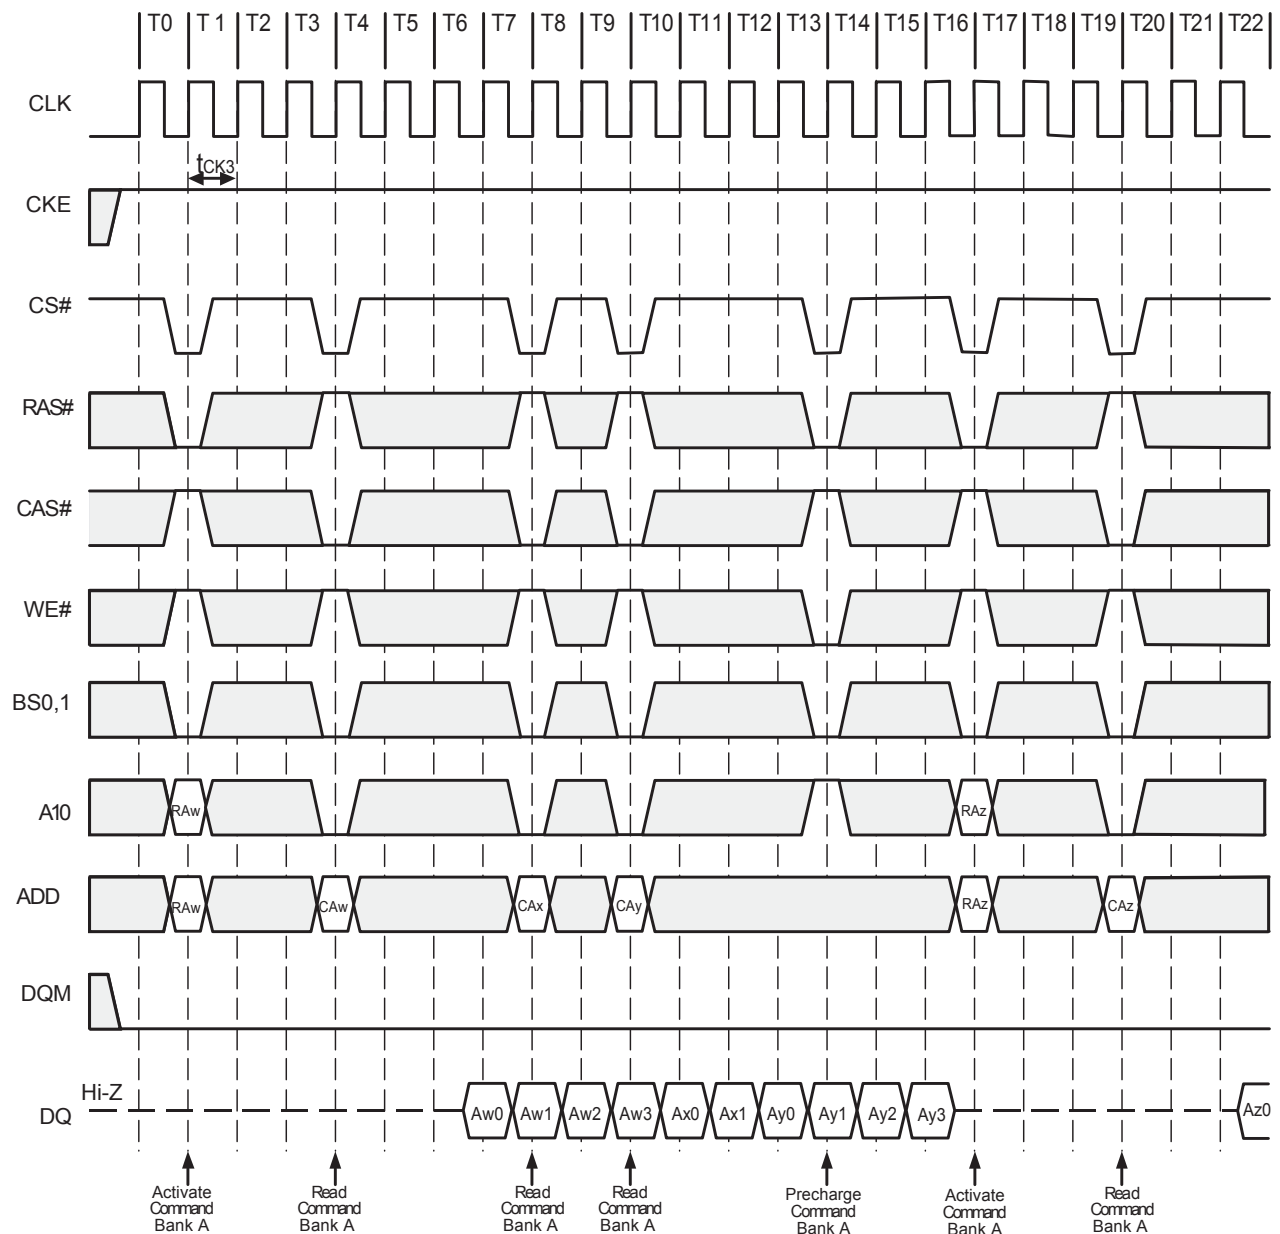 T0 T 1 T2 T3 T4 T5 T6 T7 T8 T9 T10 T11 T12 T13 T14 T15 T16 T17 T18 T19 T20 T21 T22
CLK
tCK3
CKE
CS#
RAS#
CAS#
WE#
BS0,1
A10 RAw RAz
ADD RAw CAw CAx CAy RAz CAz
DQM
Hi-Z
DQ Aw0 Aw1 Aw2 Aw3 Ax0 Ax1 Ay0 Ay1 Ay2 Ay3 Az0
Activate
Command
Bank A
Read
Command
Bank A
Read
Command
Bank A
Read
Command
Bank A
Precharge
Command
Bank A
Activate
Command
Bank A
Read
Command
Bank A